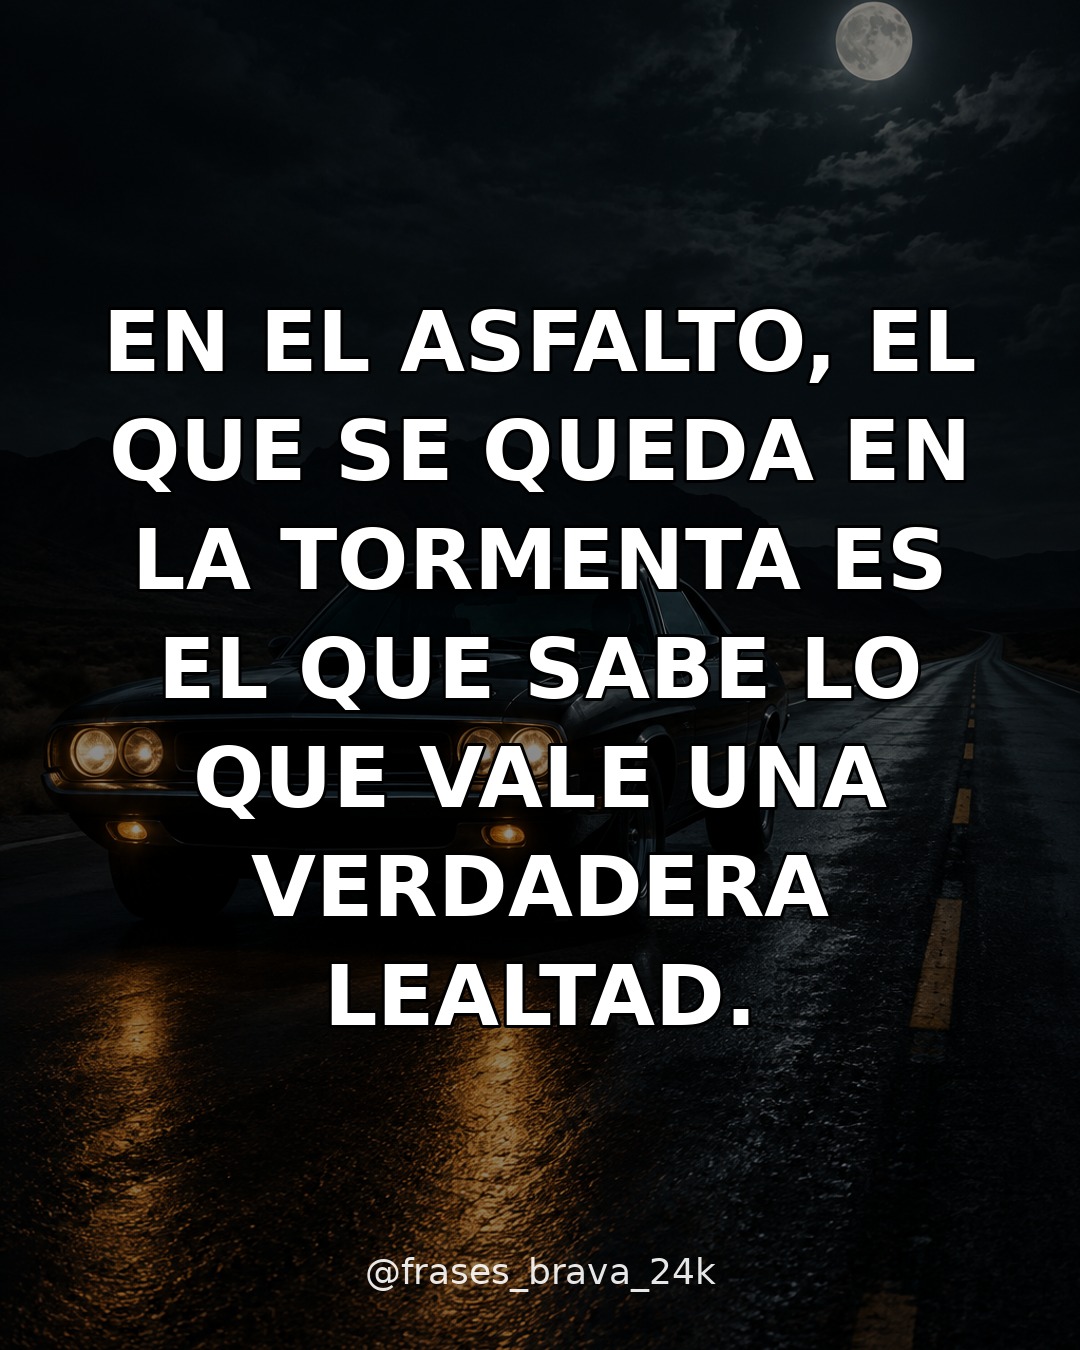 EN EL ASFALTO, EL
QUE SE QUEDA EN
LA TORMENTA ES
EL QUE SABE LO
QUE VALE UNA
VERDADERA
LEALTAD.
@frases_brava_24k